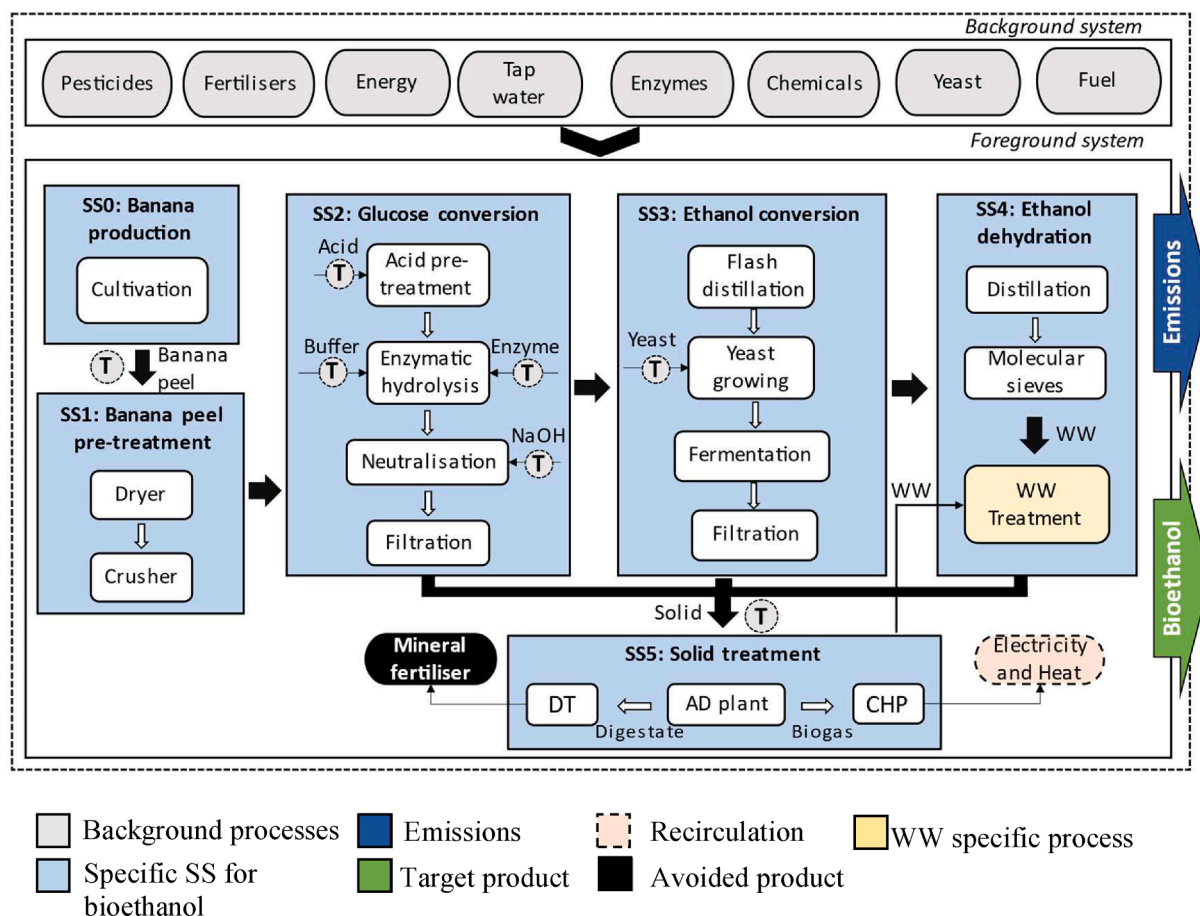 Background system
Pesticides
Fertilisers
Energy
Tap
water
Enzymes
Chemicals
Yeast
Fuel
Foreground system
SS0: Banana
production
Cultivation
T
Banana
peel
SS1: Banana peel
pre-treatment
Dryer
Crusher
SS2: Glucose conversion
Acid
T
Acid pre-
treatment
Buffer
T
Enzymatic
hydrolysis
Enzyme
T
NaOH
T
Neutralisation
Filtration
SS3: Ethanol conversion
Flash
distillation
Yeast
T
Yeast
growing
Fermentation
Filtration
SS4: Ethanol
dehydration
Distillation
Molecular
sieves
WW
WW
WW
Treatment
Emissions
Bioethanol
Solid
T
SS5: Solid treatment
Mineral
fertiliser
DT
Digestate
AD plant
Biogas
CHP
Electricity
and Heat
Background processes
Emissions
Recirculation
WW specific process
Specific SS for
bioethanol
Target product
Avoided product